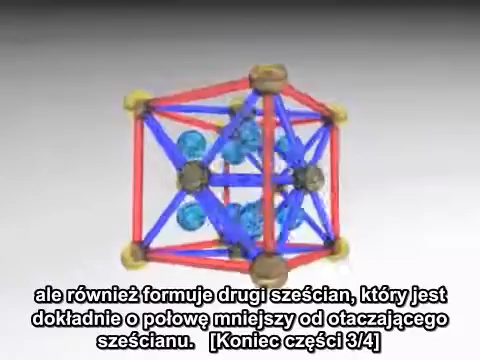 ale również formuje drugi sześcian, który jest
dokładnie o połowę mniejszy od otaczającego
sześcianu.   [Koniec części 3/4]